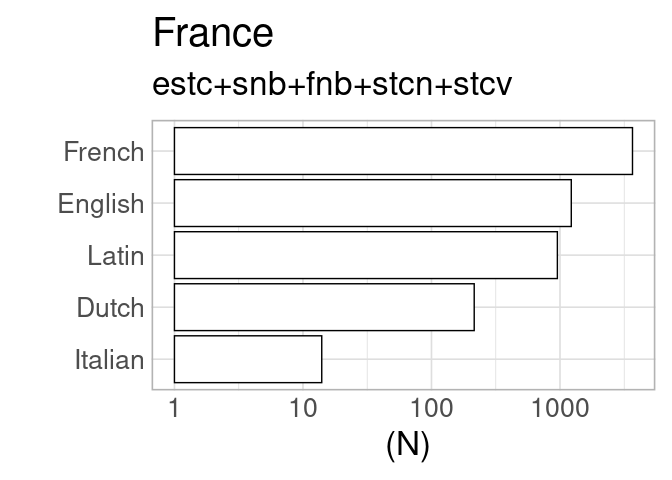 France
estc+snb+fnb+stcn+stcv
French
English
Latin
Dutch
Italian
1 10 100 1000
(N)